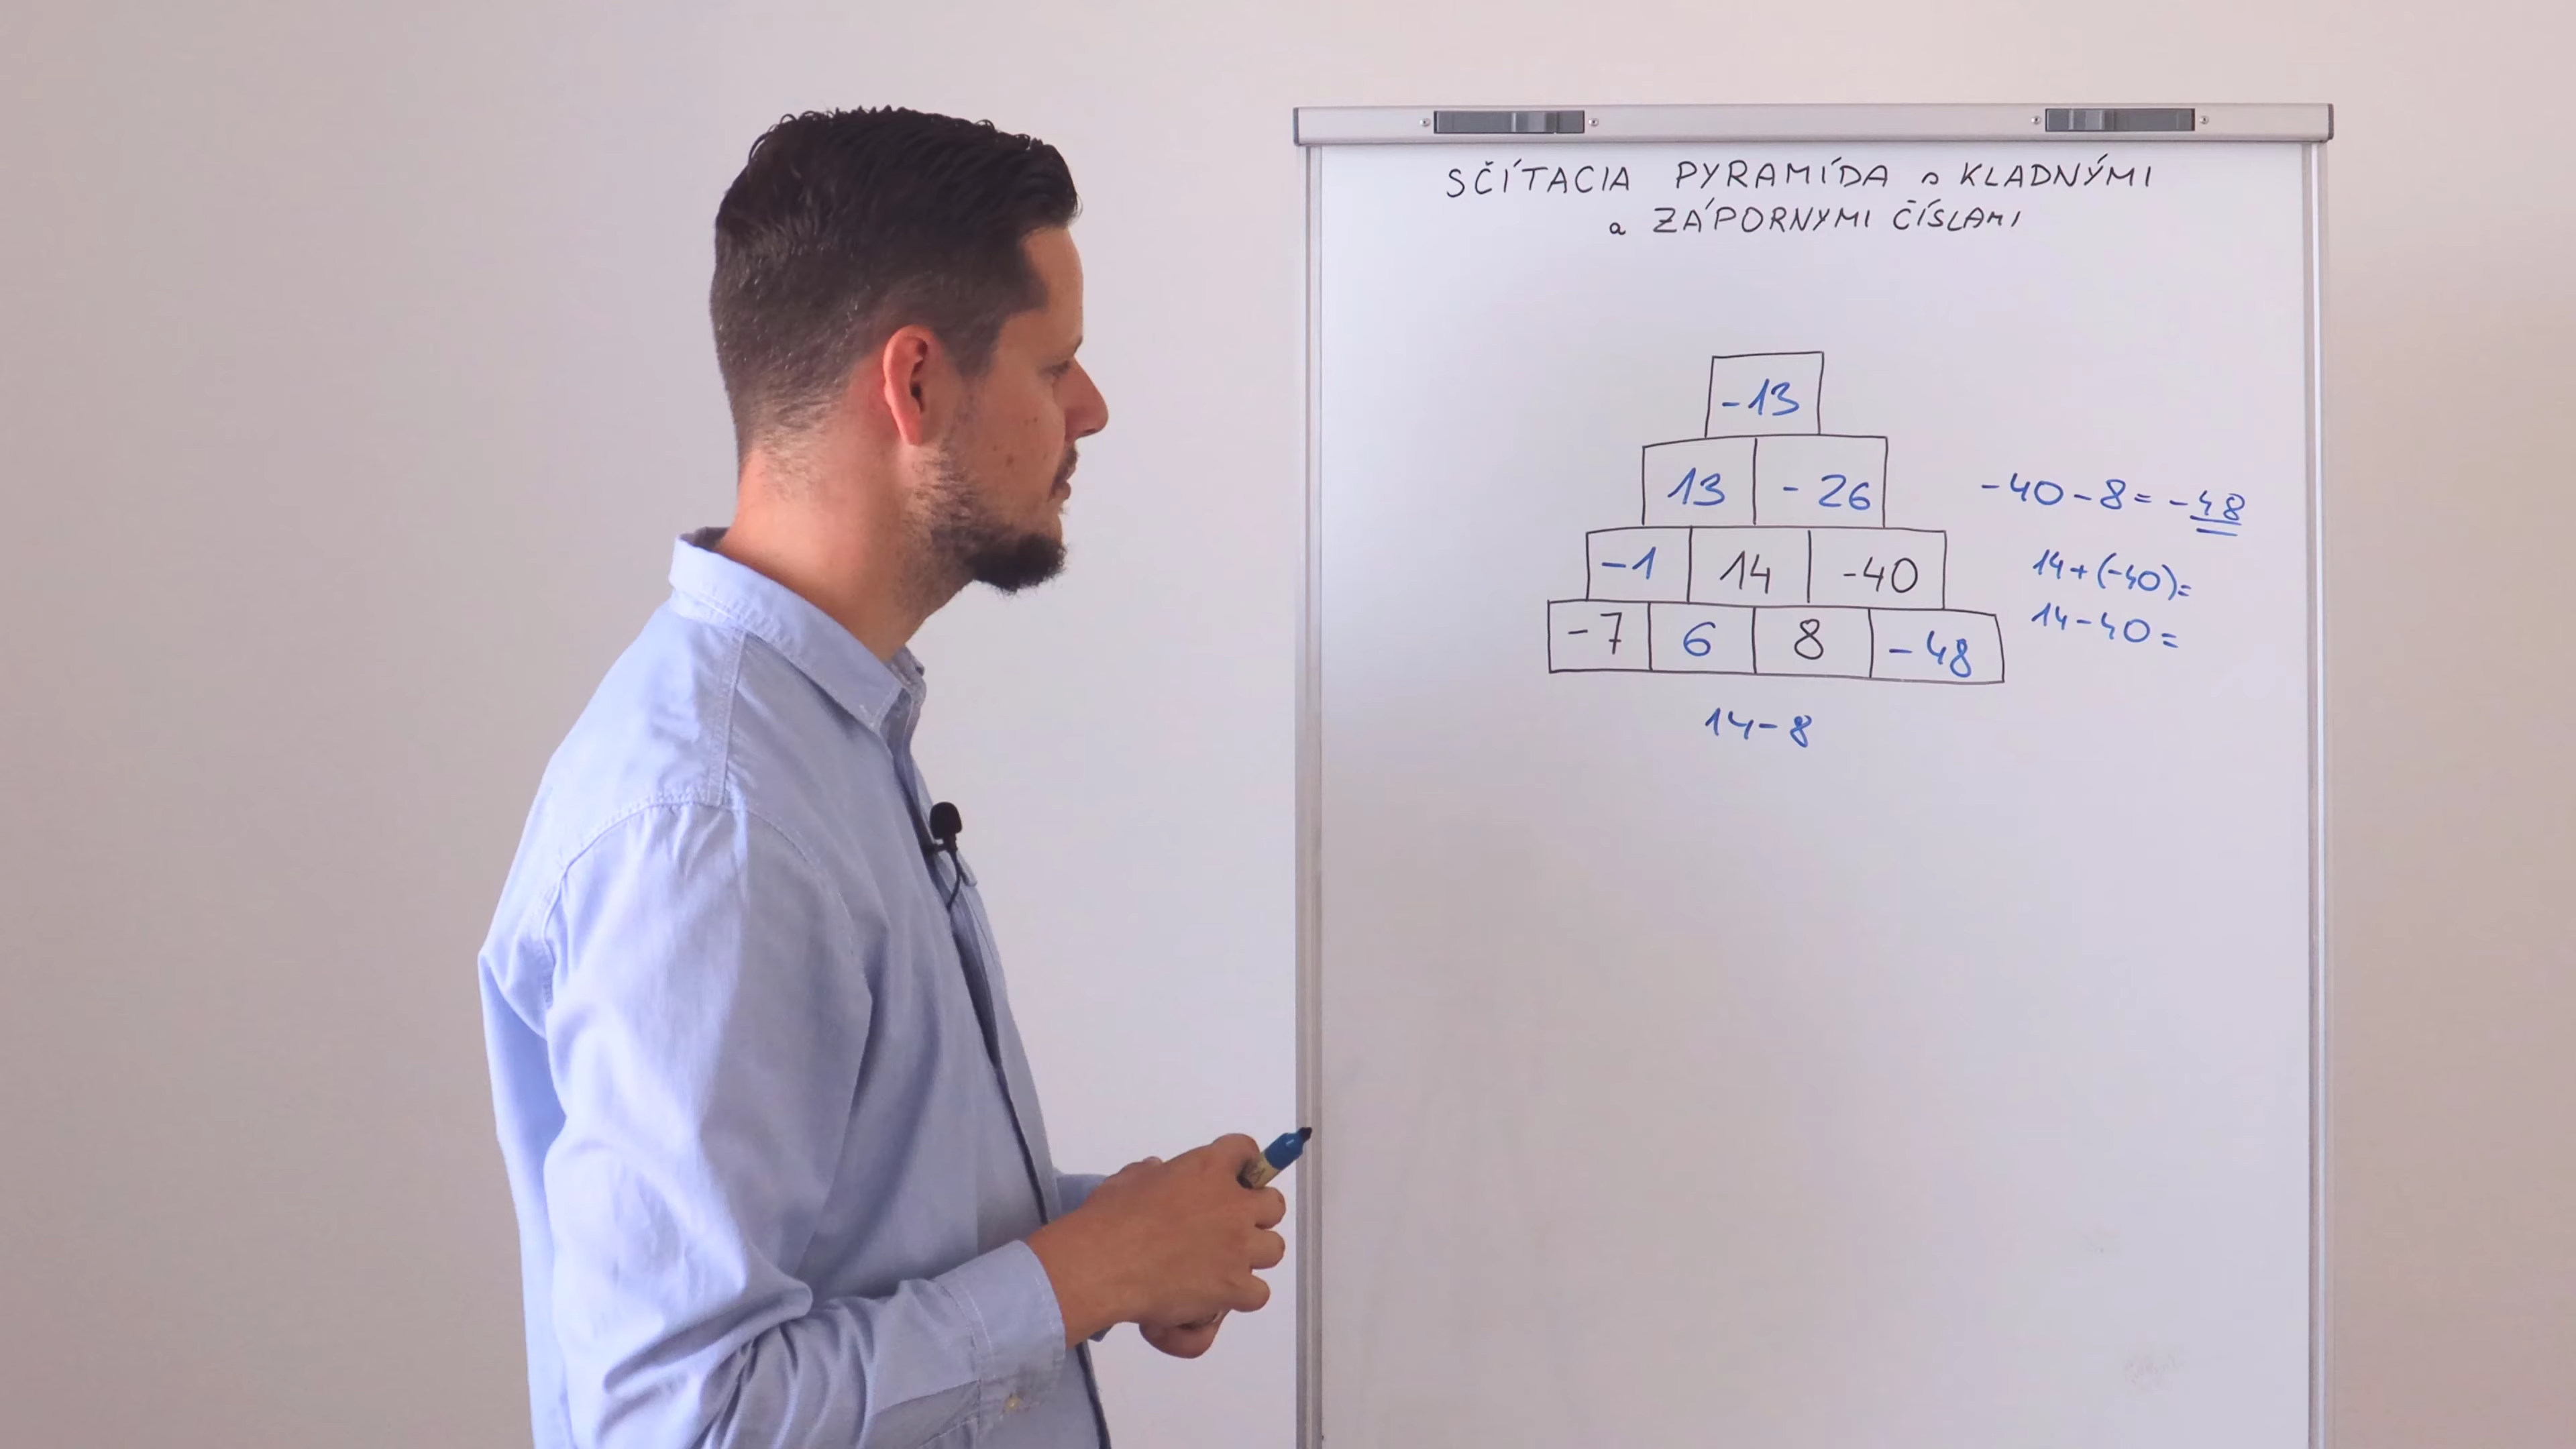 SČÍTACIA PYRAMÍDA s KLADNÝMI
a ZÁPORNYMI ČÍSLAMI
-13
13 -26
-40-8=-48
-1 14 -40
14+(-40)=
-7 6 8 -48
14-40=
14-8